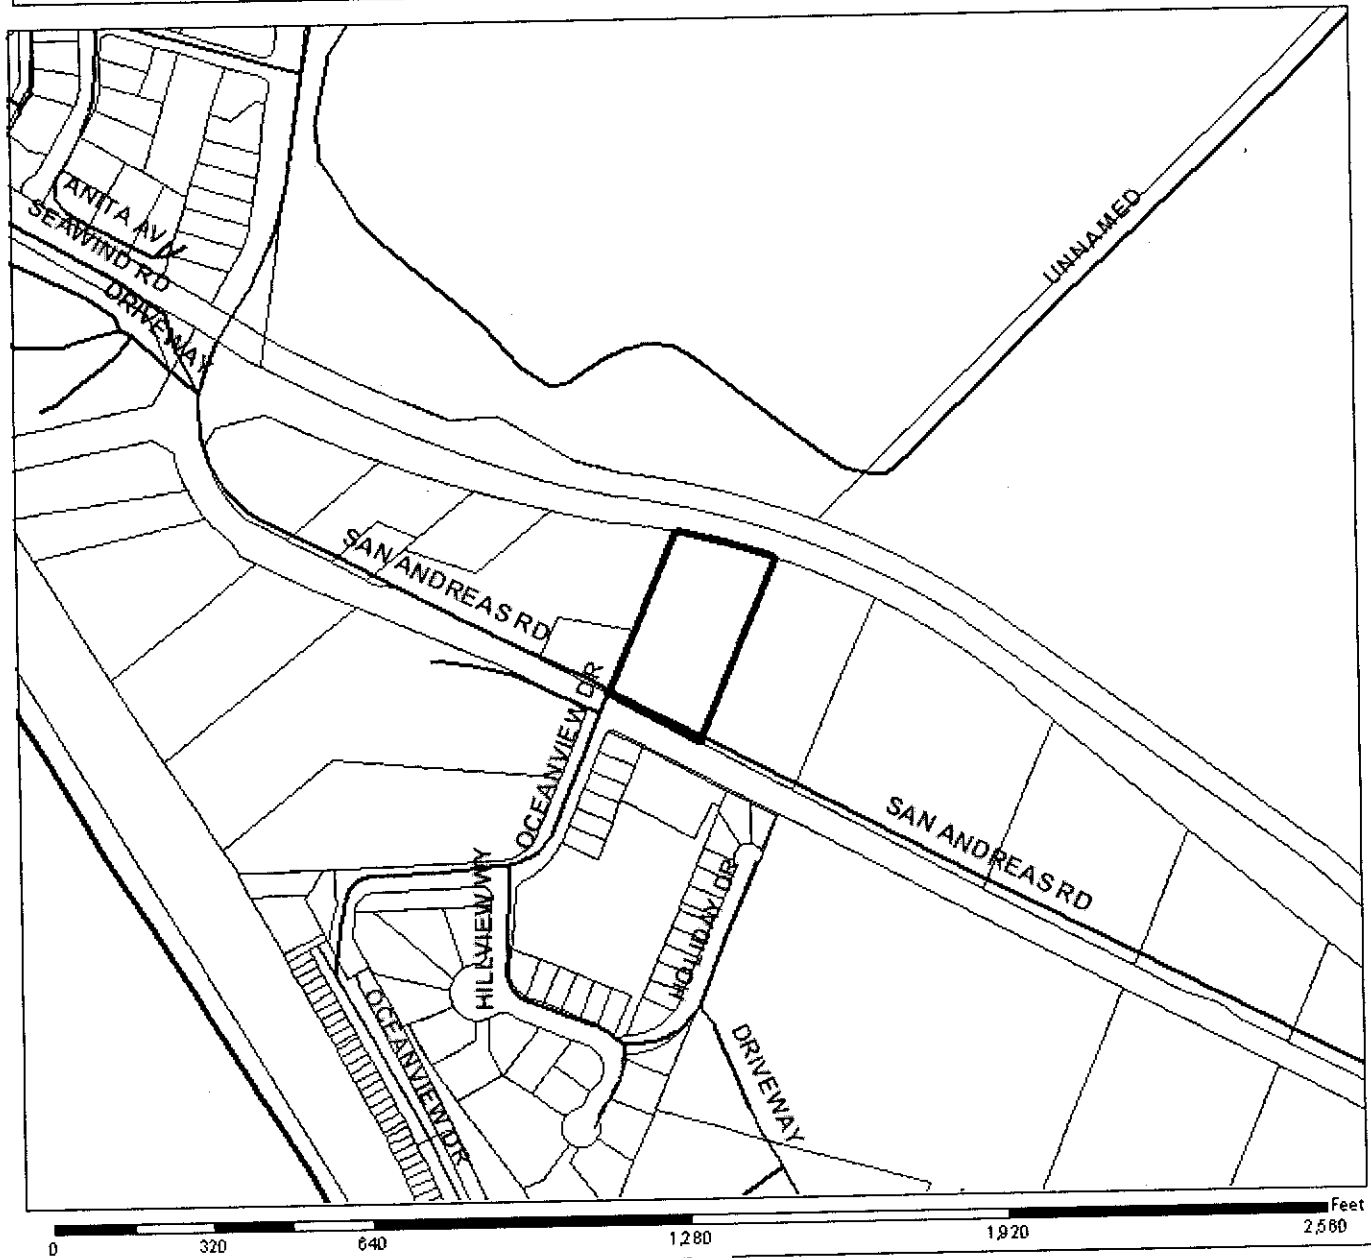 UNNAMED
ANITA AV
SEAWIND RD
DRIVEWAY
SAN ANDREAS RD
OCEANVIEW DR
SAN ANDREAS RD
HILLVIEW WY
HOLIDAY DR
OCEANVIEW DR
DRIVEWAY
Feet
0 320 640 1,280 1,920 2,560